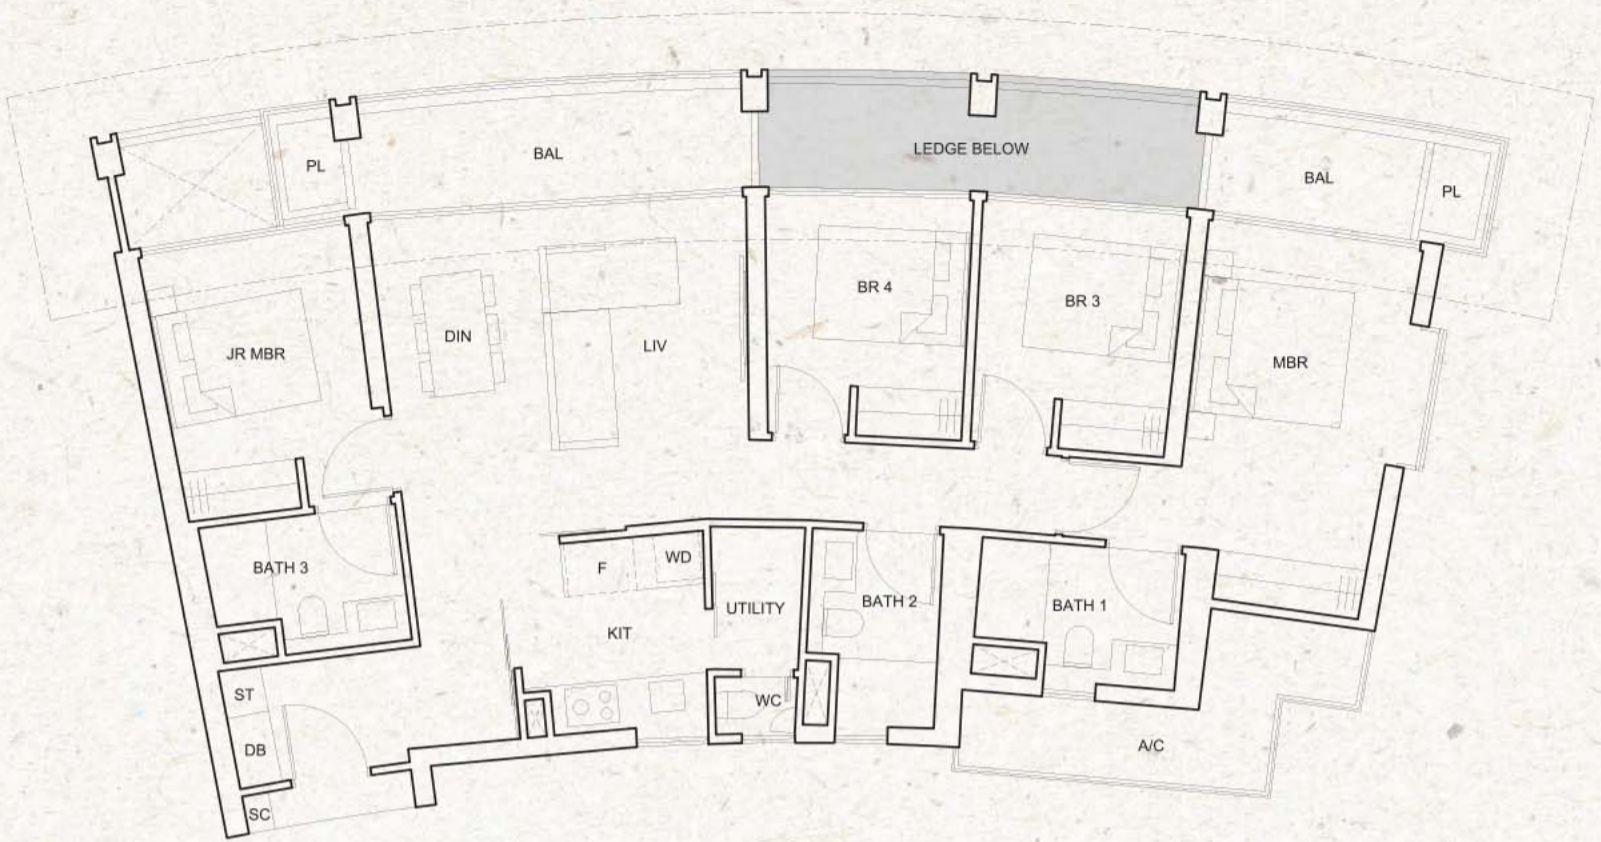 PL
BAL
LEDGE BELOW
BAL
PL
JR MBR
DIN
LIV
BR 4
BR 3
MBR
BATH 3
F
WD
KIT
UTILITY
BATH 2
BATH 1
ST
DB
SC
WC
A/C